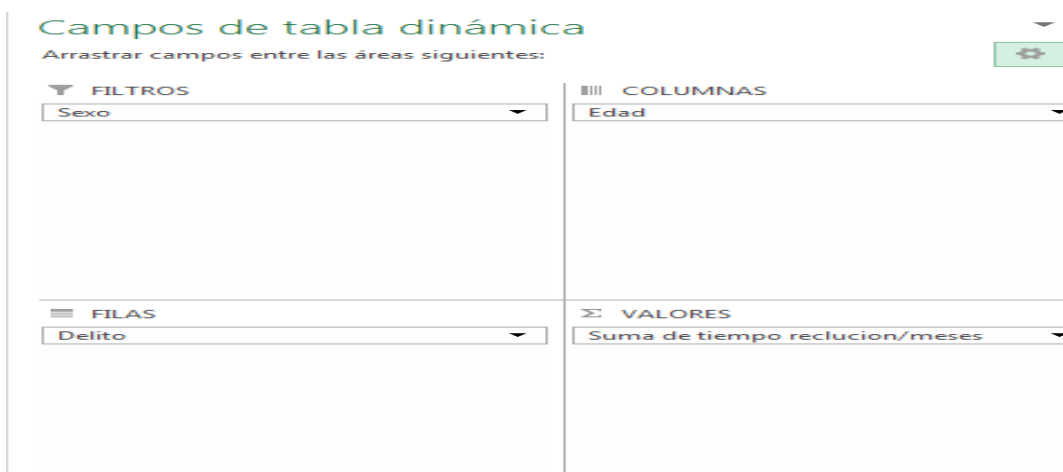 Campos de tabla dinámica
Arrastrar campos entre las áreas siguientes:
FILTROS
Sexo
COLUMNAS
Edad
FILAS
Delito
Σ VALORES
Suma de tiempo reclucion/meses